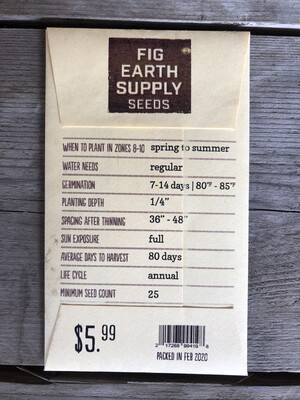 FIG
EARTH
SUPPLY
SEEDS
WHEN TO PLANT IN ZONES 8-10 spring to summer
WATER NEEDS regular
GERMINATION 7-14 days | 80°F - 85°F
PLANTING DEPTH 1/4"
SPACING AFTER THINNING 36" - 48"
SUN EXPOSURE full
AVERAGE DAYS TO HARVEST 80 days
LIFE CYCLE annual
MINIMUM SEED COUNT 25
$5.99
PACKED IN FEB 2020